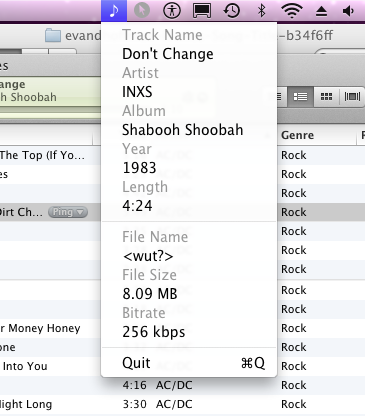 evand
b34f6ff
Track Name
Don't Change
Artist
INXS
Album
Shabooh Shoobah
Year
1983
Length
4:24
File Name
<wut?>
File Size
8.09 MB
Bitrate
256 kbps
Quit ⌘Q
es
ange
oh Shoobah
Genre
The Top (If Yo... Rock
es Rock
Rock
Dirt Ch... Ping Rock
Rock
Rock
Rock
Rock
Rock
r Money Honey Rock
one Rock
Into You Rock
4:16 AC/DC Rock
light Long 3:30 AC/DC Rock